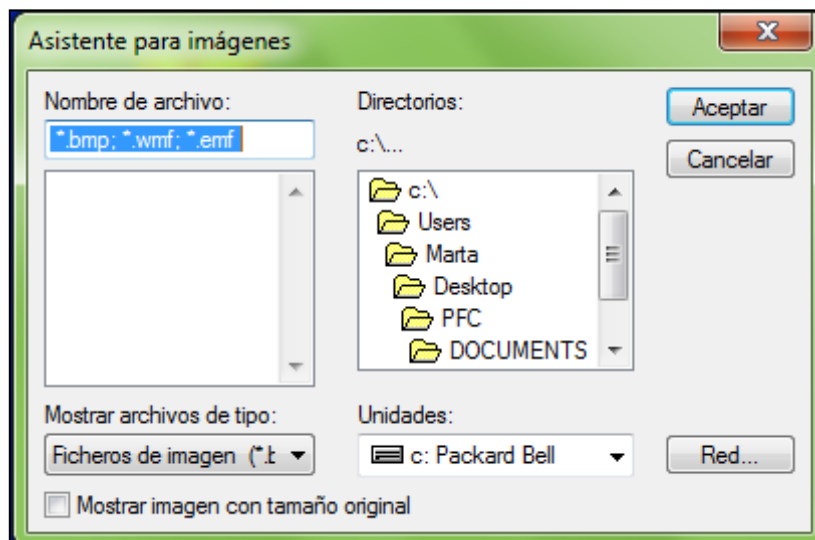 Asistente para imágenes
Nombre de archivo:
*.bmp; *.wmf; *.emf
Directorios:
c:\...
c:\
Users
Marta
Desktop
PFC
DOCUMENTS
Aceptar
Cancelar
Mostrar archivos de tipo:
Ficheros de imagen (*.b
Unidades:
c: Packard Bell
Red...
Mostrar imagen con tamaño original